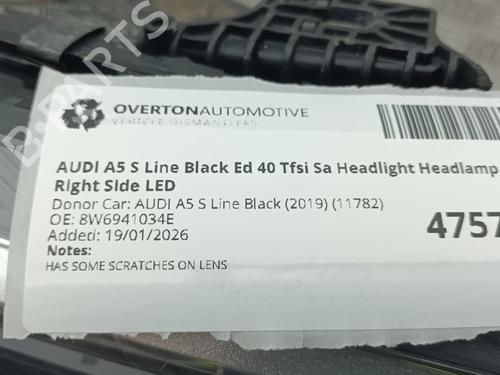 OVERTONAUTOMOTIVE
VEHICLE DISMANTLERS
AUDI A5 S Line Black Ed 40 Tfsi Sa Headlight Headlamp
Right Side LED
Donor Car: AUDI A5 S Line Black (2019) (11782)
OE: 8W6941034E
4757
Added: 19/01/2026
Notes:
HAS SOME SCRATCHES ON LENS
B-PARTS